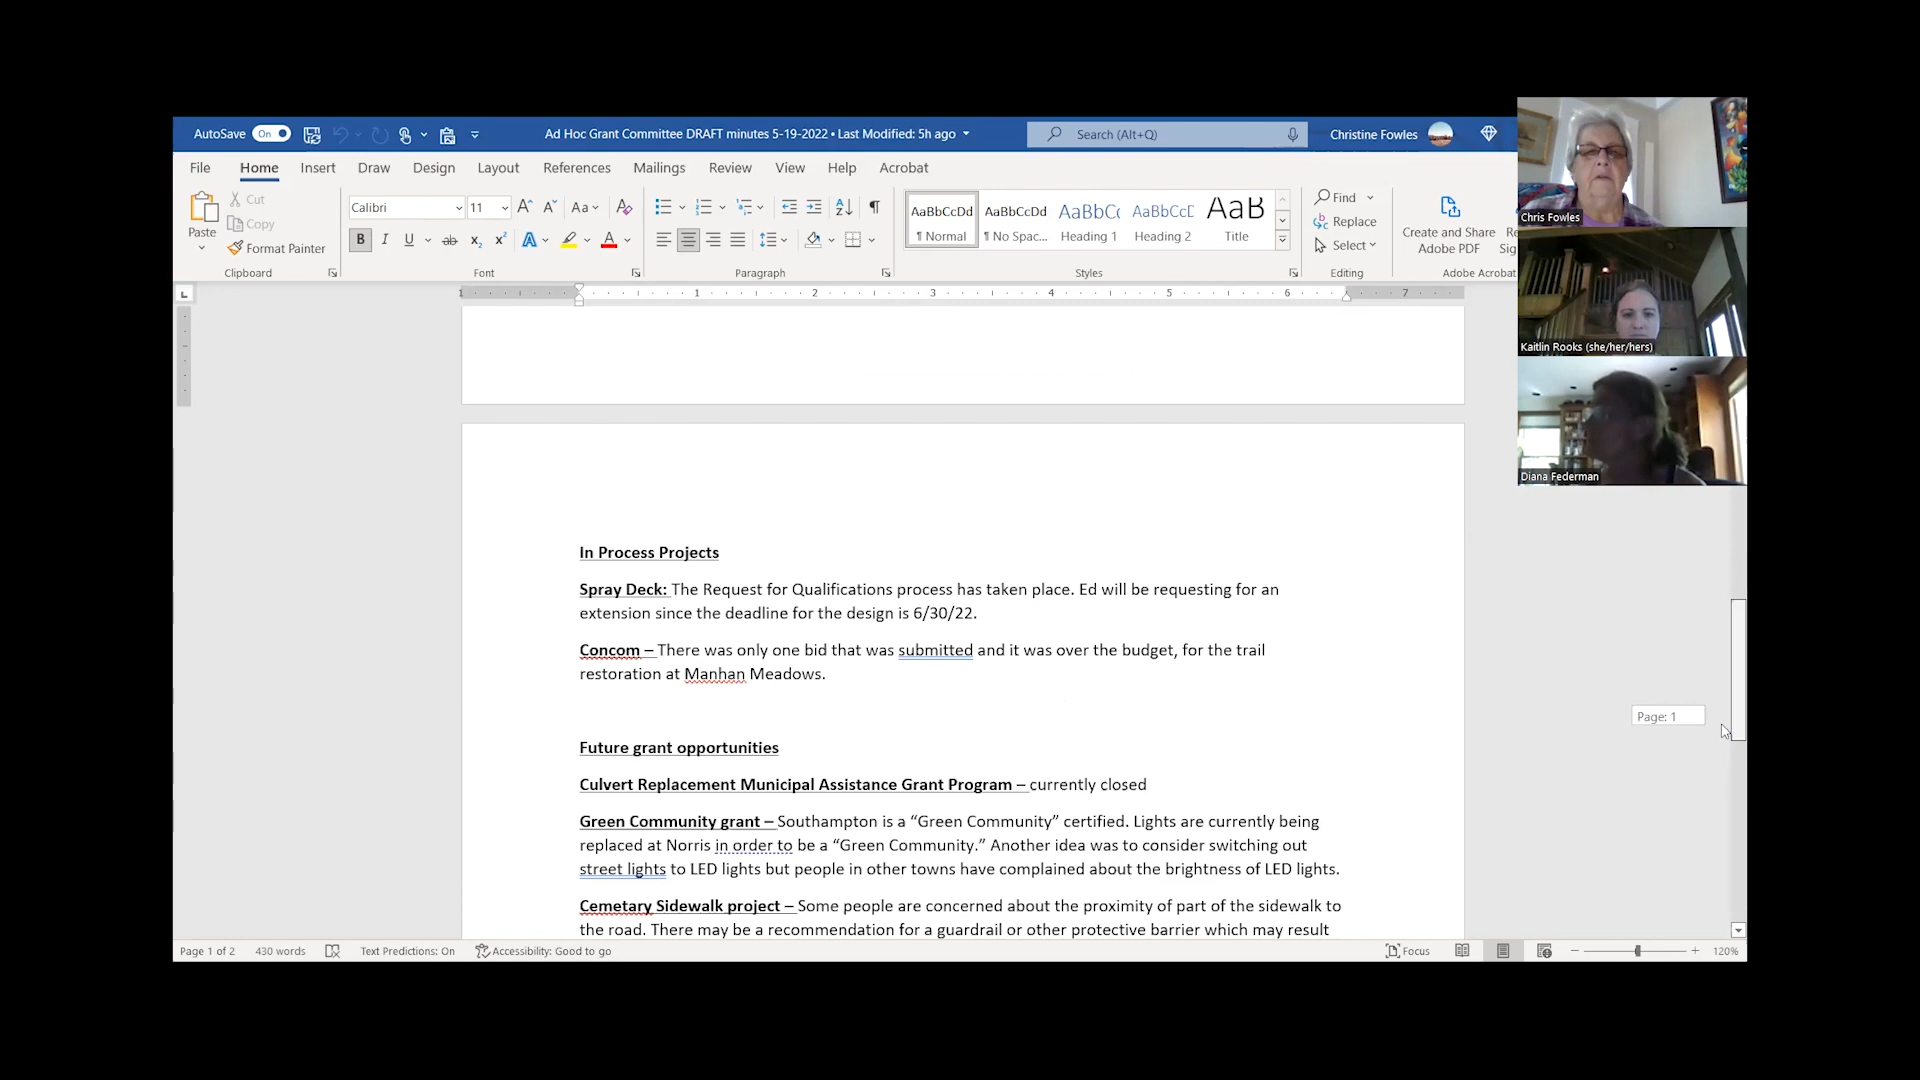 AutoSave On Ad Hoc Grant Committee DRAFT minutes 5-19-2022 • Last Modified: 5h ago Search (Alt+Q) Christine Fowles
File Home Insert Draw Design Layout References Mailings Review View Help Acrobat
Paste
Cut
Copy
Format Painter
Clipboard
Calibri 11
Font
Paragraph
AaBbCcDd AaBbCcDd AaBbCc AaBbCcD AaB
¶ Normal ¶ No Spac... Heading 1 Heading 2 Title
Styles
Find
Replace
Select
Editing
Create and Share
Adobe PDF
Adobe Acrobat
Chris Fowles
Kaitlin Rooks (she/her/hers)
Diana Federman
1 1 2 3 4 5 6 7
In Process Projects
Spray Deck: The Request for Qualifications process has taken place. Ed will be requesting for an
extension since the deadline for the design is 6/30/22.
Concom – There was only one bid that was submitted and it was over the budget, for the trail
restoration at Manhan Meadows.
Page: 1
Future grant opportunities
Culvert Replacement Municipal Assistance Grant Program – currently closed
Green Community grant – Southampton is a “Green Community” certified. Lights are currently being
replaced at Norris in order to be a “Green Community.” Another idea was to consider switching out
street lights to LED lights but people in other towns have complained about the brightness of LED lights.
Cemetary Sidewalk project – Some people are concerned about the proximity of part of the sidewalk to
the road. There may be a recommendation for a guardrail or other protective barrier which may result
Page 1 of 2 430 words Text Predictions: On Accessibility: Good to go Focus 120%